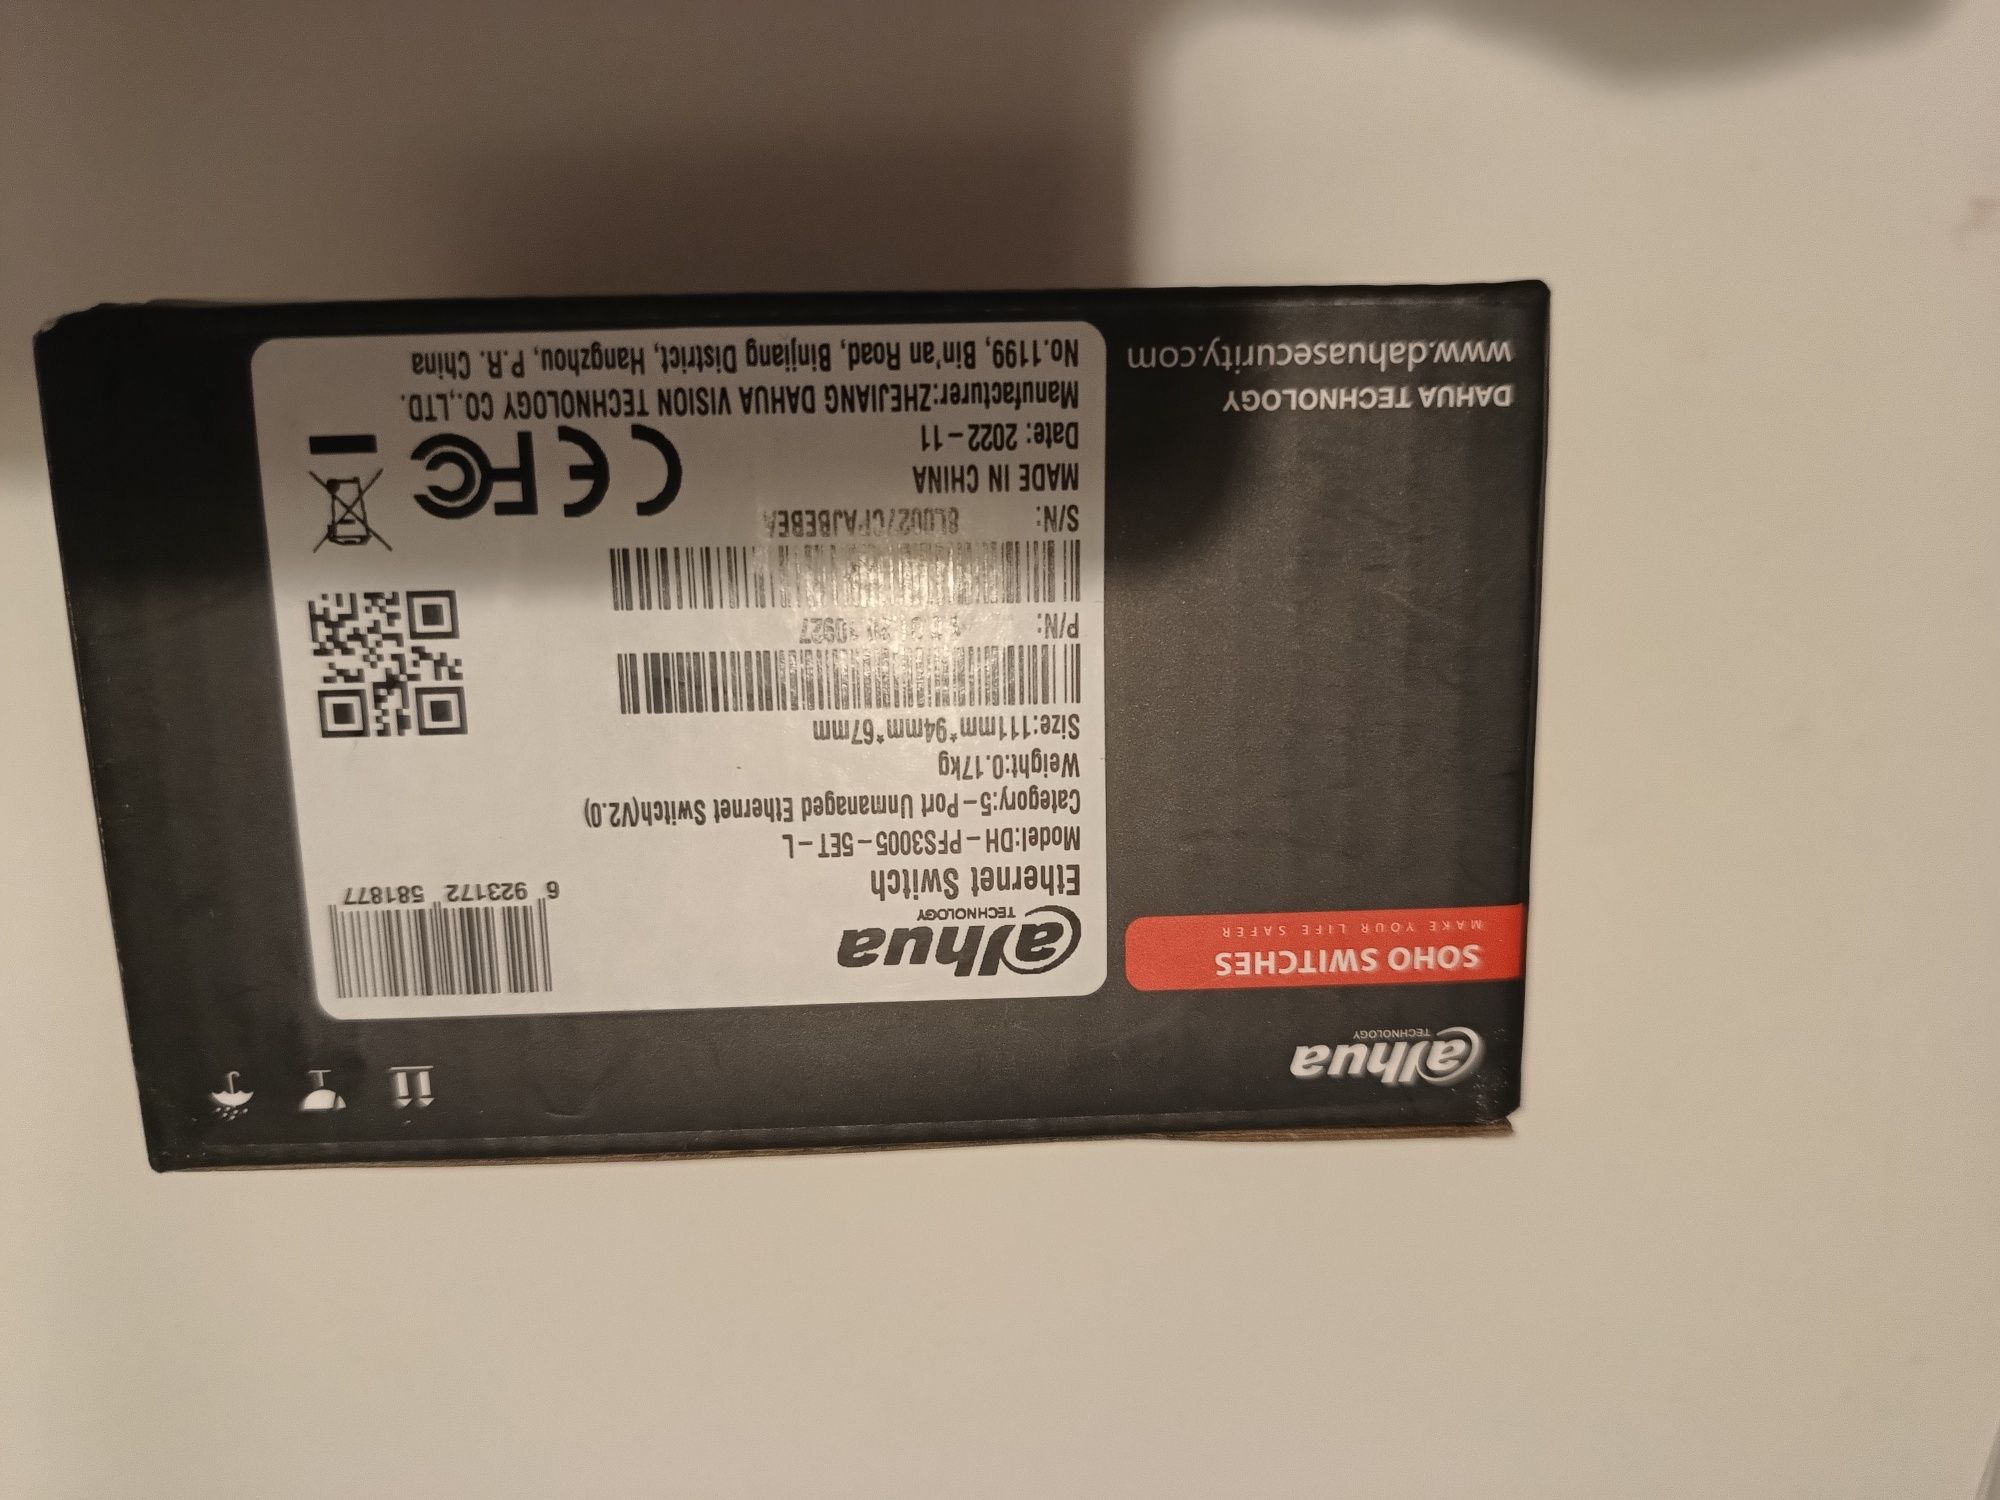 alhua
TECHNOLOGY
SOHO SWITCHES
MAKE YOUR LIFE SAFER
DAHUA TECHNOLOGY
www.dahuasecurity.com
alhua
TECHNOLOGY
6 923172 581877
Ethernet Switch
Model:DH-PFS3005-5ET-L
Category:5-Port Unmanaged Ethernet Switch(V2.0)
Weight:0.17kg
Size:111mm*94mm*67mm
P/N:
S/N:
MADE IN CHINA
Date: 2022-11
CE FC
Manufacturer:ZHEJIANG DAHUA VISION TECHNOLOGY CO.,LTD.
No.1199, Bin'an Road, Binjiang District, Hangzhou, P.R. China